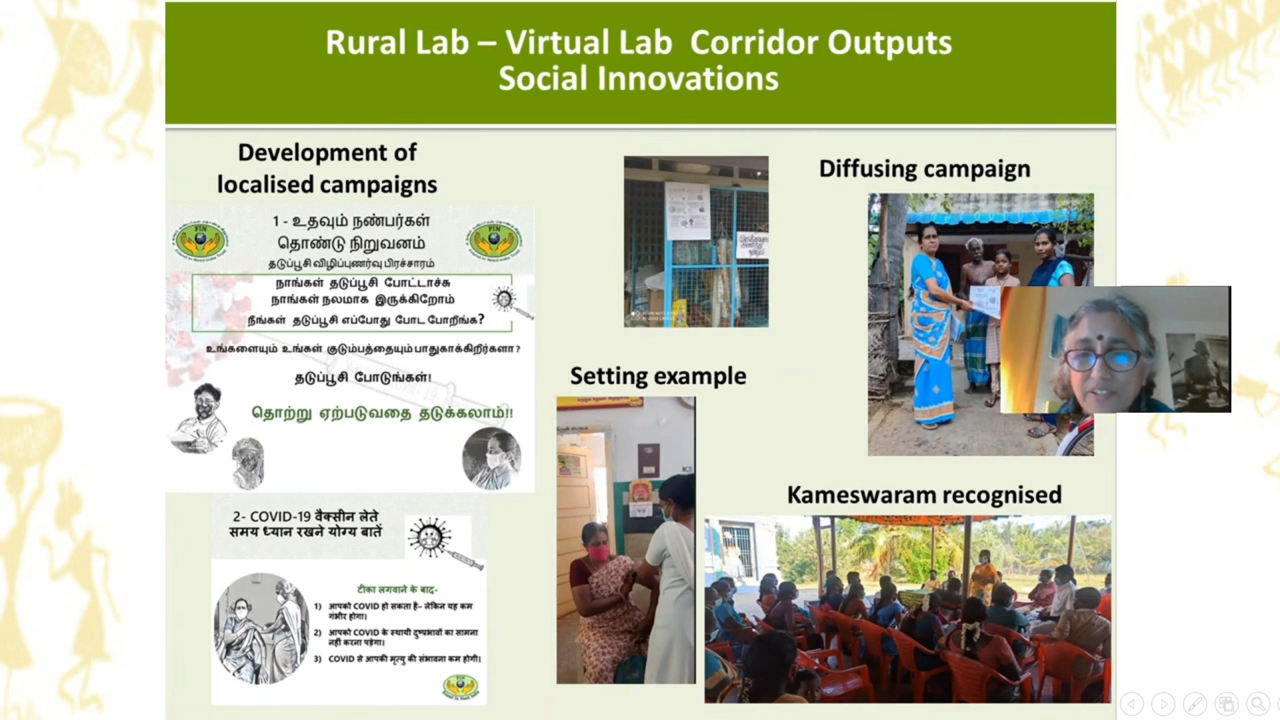 Rural Lab – Virtual Lab Corridor Outputs
Social Innovations
Development of
localised campaigns
1 - உதவும் நண்பர்கள்
தொண்டு நிறுவனம்
தடுப்பூசி விழிப்புணர்வு பிரச்சாரம்
நாங்கள் தடுப்பூசி போட்டாச்சு
நாங்கள் நலமாக இருக்கிறோம்
நீங்கள் தடுப்பூசி எப்போது போட போறிங்க?
உங்களையும் உங்கள் குடும்பத்தையும் பாதுகாக்கிறீர்களா?
தடுப்பூசி போடுங்கள்!
தொற்று ஏற்படுவதை தடுக்கலாம்!!
FIN
FIN
2- COVID-19 वैक्सीन लेते
समय ध्यान रखने योग्य बातें
टीका लगवाने के बाद-
1) आपको COVID हो सकता है– लेकिन यह कम
गंभीर होगा।
2) आपको COVID के स्थायी दुष्प्रभावों का सामना
नहीं करना पड़ेगा।
3) COVID से आपकी मृत्यु की संभावना कम होगी।
Setting example
Diffusing campaign
Kameswaram recognised